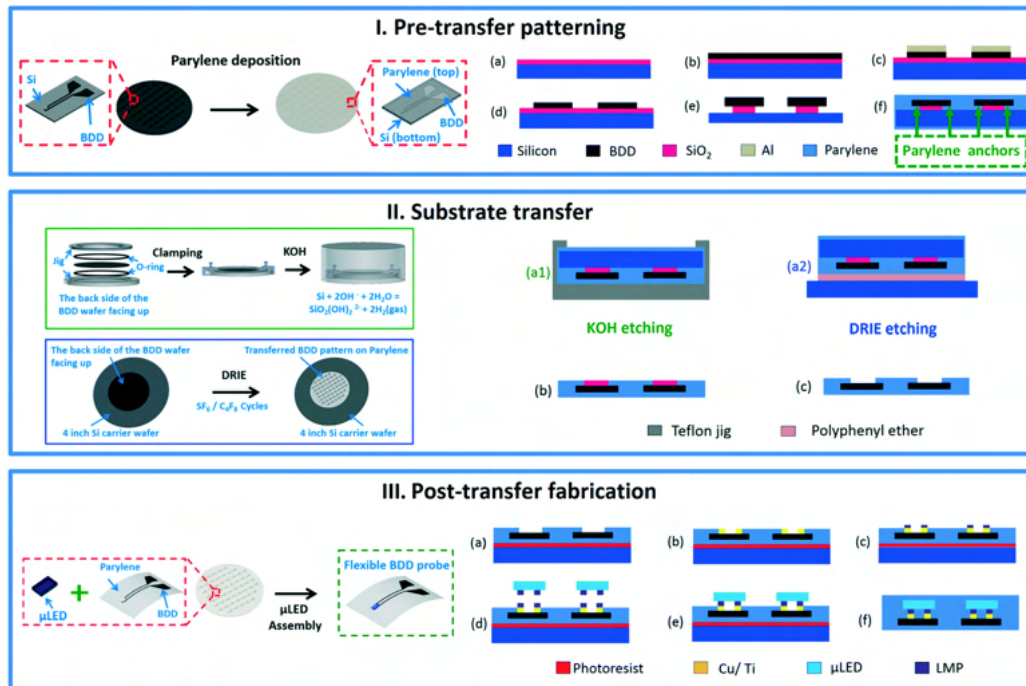 I. Pre-transfer patterning
Parylene deposition
Si
BDD
Parylene (top)
BDD
Si (bottom)
(a)
(b)
(c)
(d)
(e)
(f)
Parylene anchors
Silicon
BDD
SiO₂
Al
Parylene
II. Substrate transfer
Jig
O-ring
Clamping
KOH
The back side of the
BDD wafer facing up
Si + 2OH⁻ + 2H₂O =
SiO₂(OH)₂ ²⁻ + 2H₂(gas)
The back side of the BDD wafer
facing up
Transferred BDD pattern on Parylene
DRIE
SF₆ / C₄F₈ Cycles
4 inch Si carrier wafer
4 inch Si carrier wafer
(a1)
(a2)
KOH etching
DRIE etching
(b)
(c)
Teflon jig
Polyphenyl ether
III. Post-transfer fabrication
µLED
Parylene
BDD
µLED
Assembly
Flexible BDD probe
(a)
(b)
(c)
(d)
(e)
(f)
Photoresist
Cu/ Ti
µLED
LMP